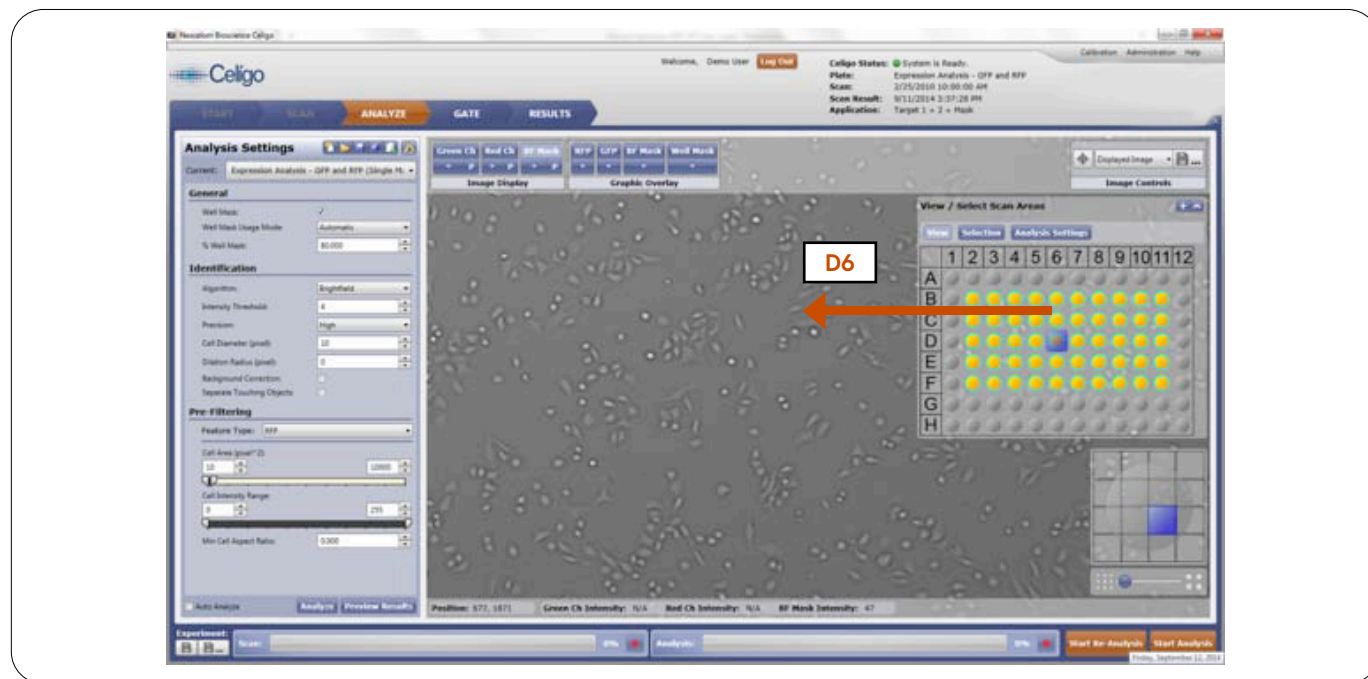 Nexcelom Bioscience Celigo
Calibration Administration Help
Celigo
Welcome, Demo User Log Out
Celigo Status: System is Ready.
Plate: Expression Analysis - GFP and RFP
Scan: 2/25/2010 10:00:00 AM
Scan Result: 9/11/2014 3:37:28 PM
Application: Target 1 + 2 + Mask
START SCAN ANALYZE GATE RESULTS
Analysis Settings
Current: Expression Analysis - GFP and RFP (Single M.
General
Well Mask:
Well Mask Usage Mode: Automatic
% Well Mask: 80.000
Identification
Algorithm: Brightfield
Intensity Threshold: 4
Precision: High
Cell Diameter (pixel): 10
Dilation Radius (pixel): 0
Background Correction:
Separate Touching Objects:
Pre-Filtering
Feature Type: RFP
Cell Area (pixel^2)
10 10000
Cell Intensity Range
0 255
Min Cell Aspect Ratio: 0.000
Auto Analyze Analyze Preview Results
Green Ch Red Ch BF Mask
Image Display
RFP GFP BF Mask Well Mask
Graphic Overlay
Displayed Image
Image Controls
View / Select Scan Areas
View Selection Analysis Settings
1 2 3 4 5 6 7 8 9 10 11 12
A
B
C
D
E
F
G
H
D6
Position: 577, 1871 Green Ch Intensity: N/A Red Ch Intensity: N/A BF Mask Intensity: 47
Experiment:
Scan: 0% Analysis: 0%
Start Re-Analysis Start Analysis
Friday, September 12, 2014